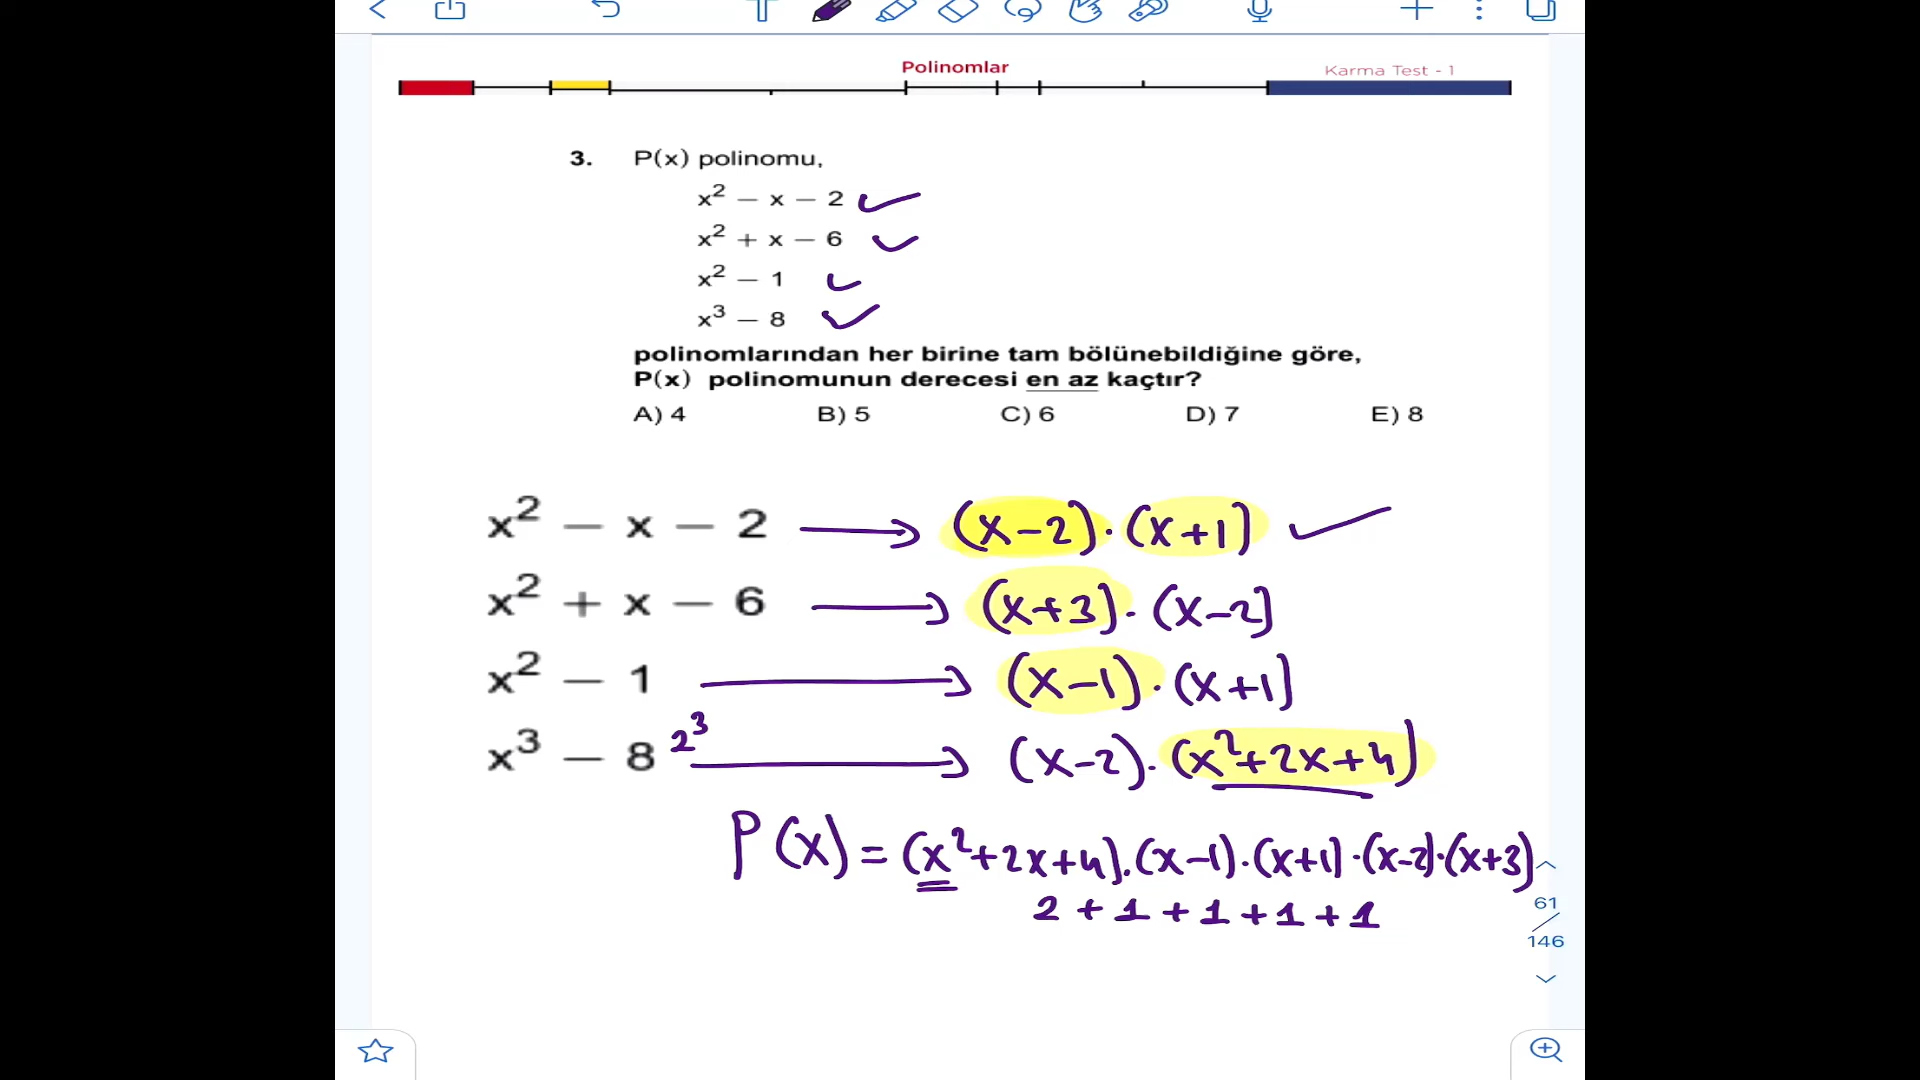 Polinomlar
Karma Test - 1
3. P(x) polinomu,
x² − x − 2
x² + x − 6
x² − 1
x³ − 8
polinomlarından her birine tam bölünebildiğine göre,
P(x) polinomunun derecesi en az kaçtır?
A) 4 B) 5 C) 6 D) 7 E) 8
x² − x − 2 → (x−2)·(x+1)
x² + x − 6 → (x+3)·(x−2)
x² − 1 → (x−1)·(x+1)
x³ − 8 2³ → (x−2)·(x²+2x+4)
P(x) = (x²+2x+4)·(x−1)·(x+1)·(x−2)·(x+3)
2 + 1 + 1 + 1 + 1
61
146